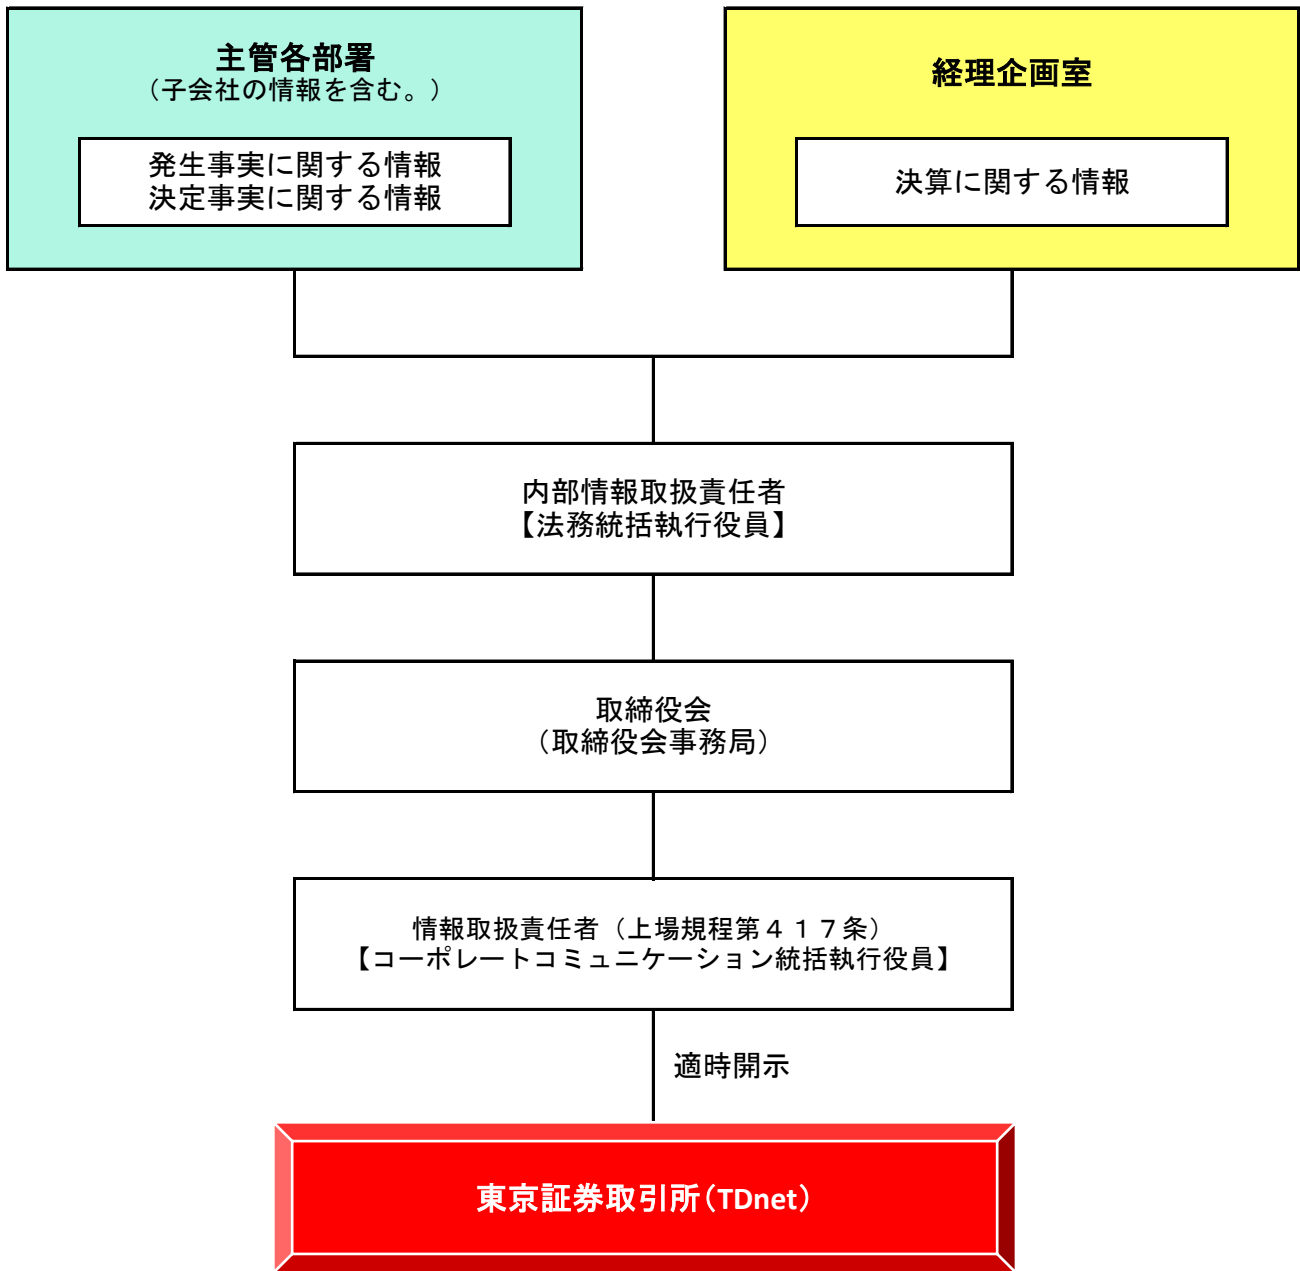 主管各部署
（子会社の情報を含む。）
発生事実に関する情報
決定事実に関する情報
経理企画室
決算に関する情報
内部情報取扱責任者
【法務統括執行役員】
取締役会
（取締役会事務局）
情報取扱責任者（上場規程第４１７条）
【コーポレートコミュニケーション統括執行役員】
適時開示
東京証券取引所（TDnet）